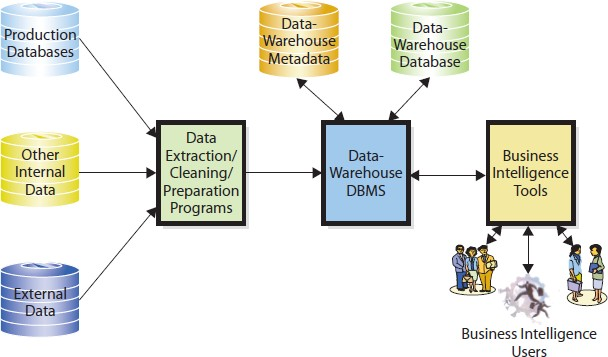 Production
Databases
Other
Internal
Data
External
Data
Data
Extraction/
Cleaning/
Preparation
Programs
Data-
Warehouse
Metadata
Data-
Warehouse
Database
Data-
Warehouse
DBMS
Business
Intelligence
Tools
Business Intelligence
Users